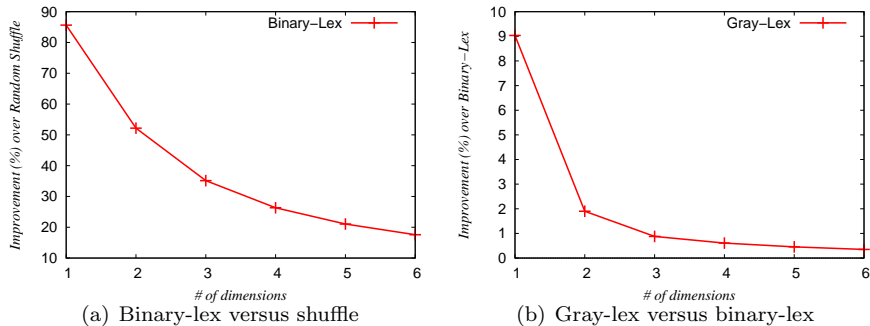 Improvement (%) over Random Shuffle
90
80
70
60
50
40
30
20
10
Binary-Lex
1 2 3 4 5 6
# of dimensions
(a) Binary-lex versus shuffle
Improvement (%) over Binary-Lex
10
9
8
7
6
5
4
3
2
1
0
Gray-Lex
1 2 3 4 5 6
# of dimensions
(b) Gray-lex versus binary-lex